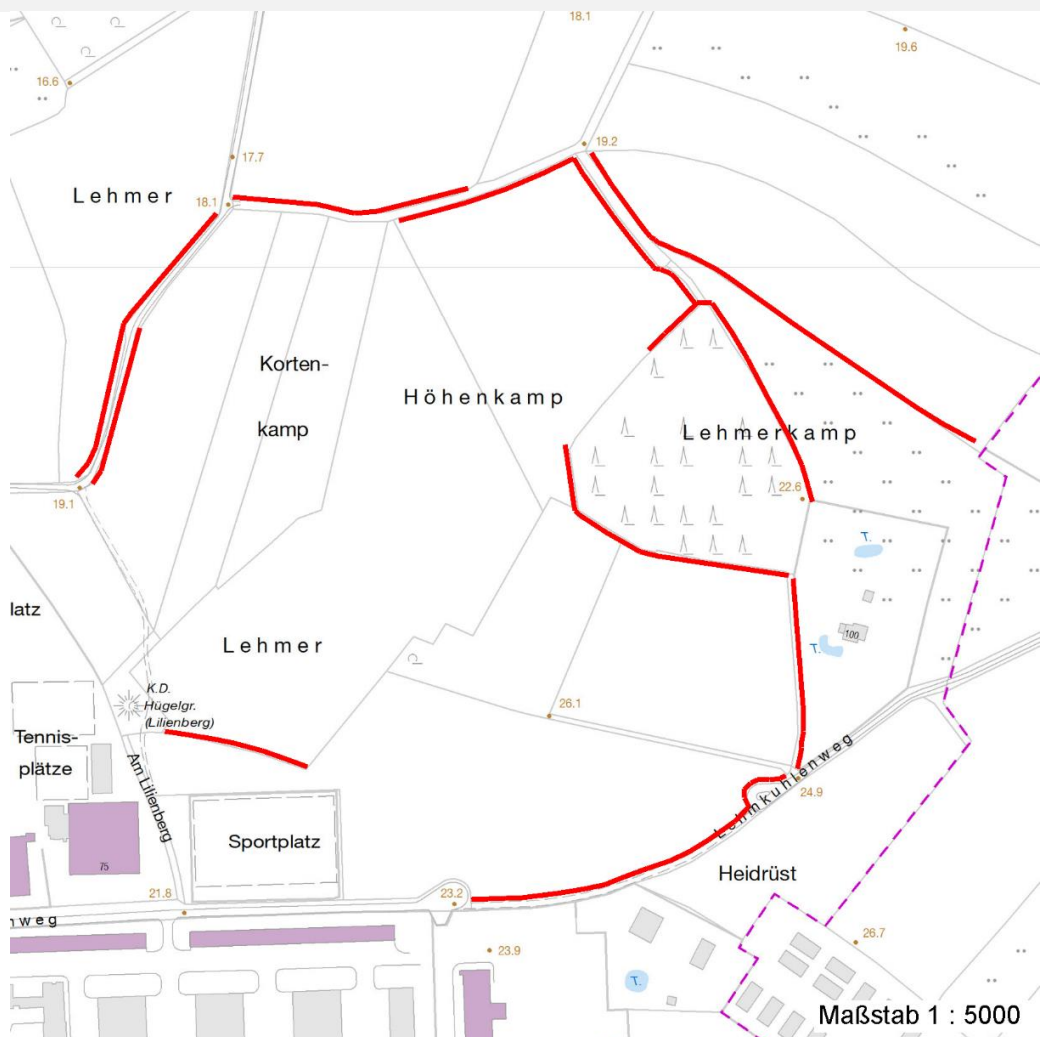 18.1
19.6
16.6
19.2
17.7
Lehmer
18.1
Korten-
kamp
Höhenkamp
Lehmerkamp
19.1
22.6
T.
latz
Lehmer
100
T.
K.D.
Hügelgr.
(Lilienberg)
26.1
Tennis-
plätze
Am Lilienberg
Lehmkuhlenweg
24.9
Sportplatz
75
Heidrüst
21.8
23.2
nweg
26.7
23.9
T.
Maßstab 1 : 5000